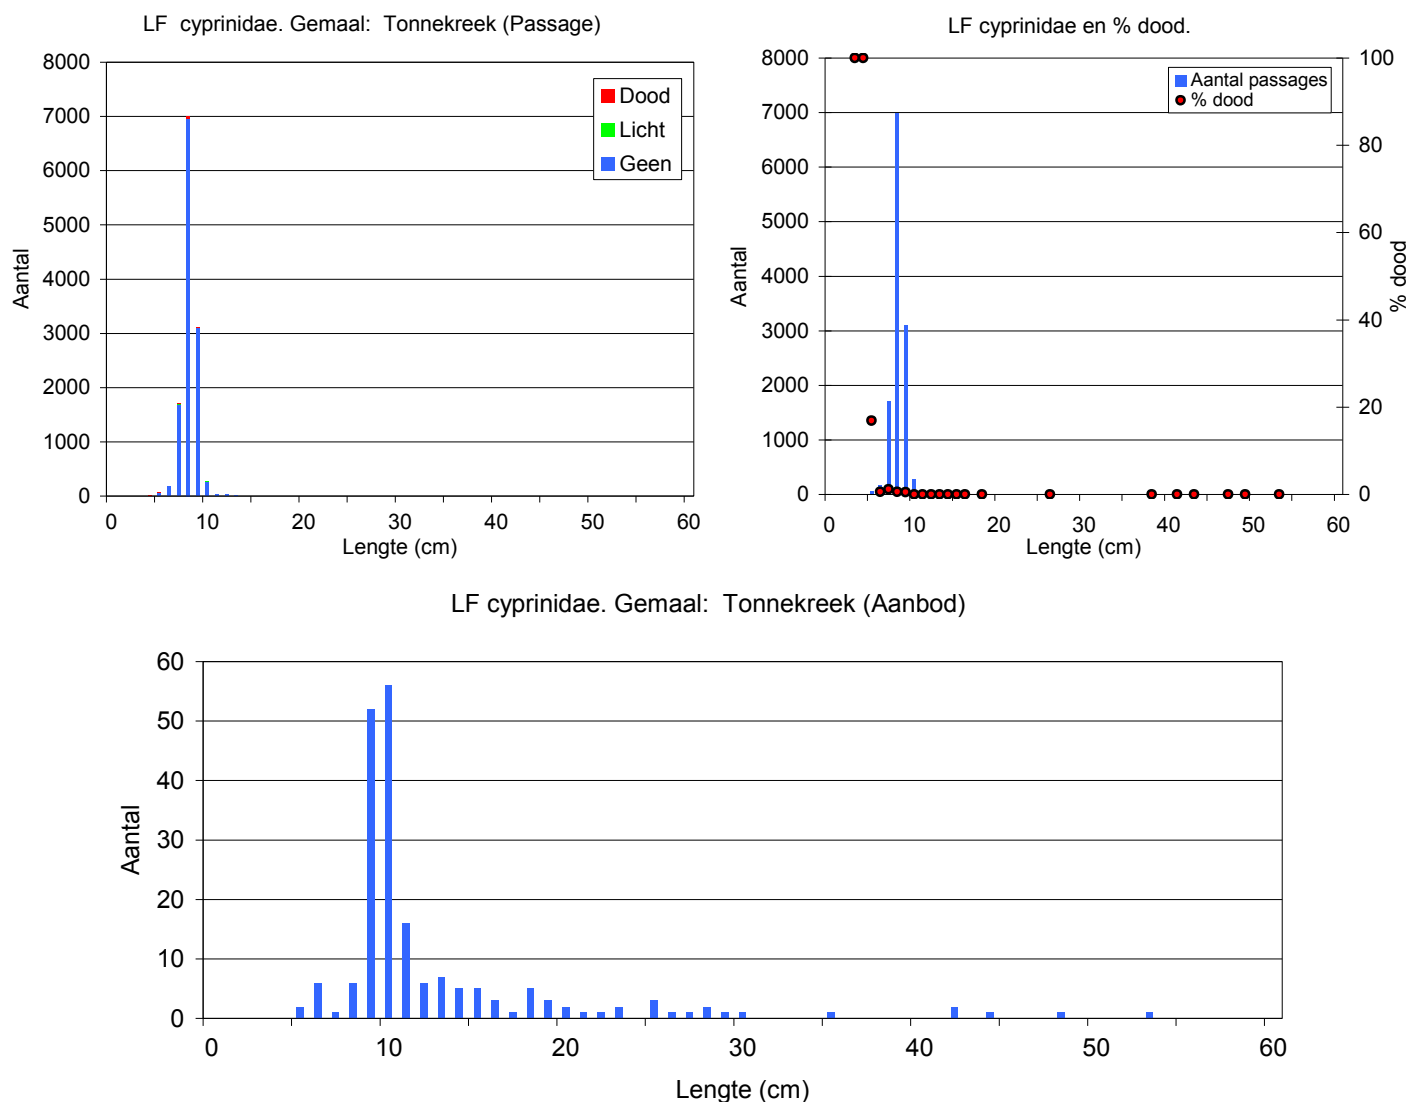 LF cyprinidae. Gemaal: Tonnekreek (Passage)
8000
7000
6000
5000
4000
3000
2000
1000
0
Aantal
Dood
Licht
Geen
0 10 20 30 40 50 60
Lengte (cm)
LF cyprinidae en % dood.
8000
7000
6000
5000
4000
3000
2000
1000
0
Aantal
Aantal passages
% dood
100
80
60
40
20
0
% dood
0 10 20 30 40 50 60
Lengte (cm)
LF cyprinidae. Gemaal: Tonnekreek (Aanbod)
60
50
40
30
20
10
0
Aantal
0 10 20 30 40 50 60
Lengte (cm)